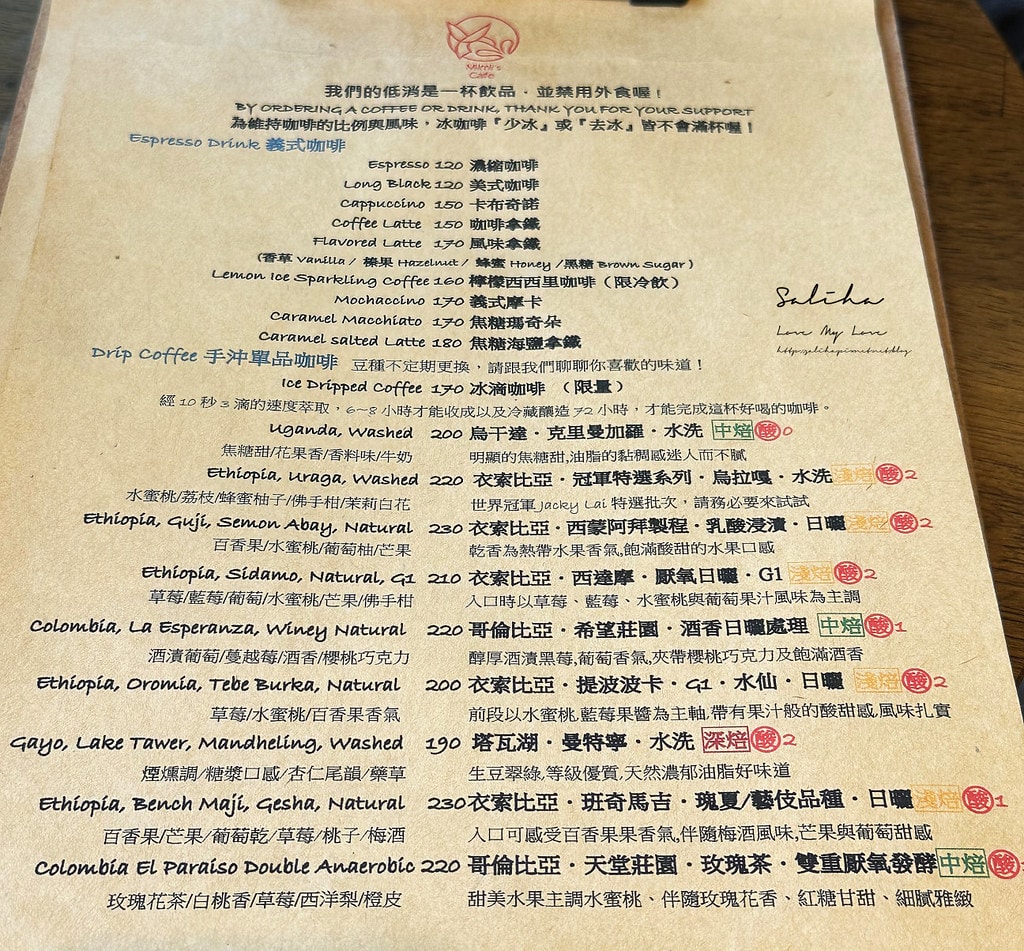 Mikok's
Cafe
我們的低消是一杯飲品．並禁用外食喔！
BY ORDERING A COFFEE OR DRINK, THANK YOU FOR YOUR SUPPORT
為維持咖啡的比例與風味，冰咖啡『少冰』或『去冰』皆不會滿杯喔！
Espresso Drink 義式咖啡
Espresso 120 濃縮咖啡
Long Black 120 美式咖啡
Cappuccino 150 卡布奇諾
Coffee Latte 150 咖啡拿鐵
Flavored Latte 170 風味拿鐵
（香草 Vanilla / 榛果 Hazelnut / 蜂蜜 Honey /黑糖 Brown Sugar）
Lemon Ice Sparkling Coffee 160 檸檬西西里咖啡（限冷飲）
Mochaccino 170 義式摩卡
Caramel Macchiato 170 焦糖瑪奇朵
Caramel salted Latte 180 焦糖海鹽拿鐵
Saliha
Love My Love
Drip Coffee 手沖單品咖啡 豆種不定期更換，請跟我們聊聊你喜歡的味道！
Ice Dripped Coffee 170 冰滴咖啡 （限量）
經 10 秒 3 滴的速度萃取，6~8 小時才能收成以及冷藏釀造 72 小時，才能完成這杯好喝的咖啡。
Uganda, Washed 200 烏干達．克里曼加羅．水洗 中焙 酸0
焦糖甜/花果香/香料味/牛奶 明顯的焦糖甜,油脂的黏稠感迷人而不膩
Ethiopia, Uraga, Washed 220 衣索比亞．冠軍特選系列．烏拉嘎．水洗 淺焙 酸2
水蜜桃/荔枝/蜂蜜柚子/佛手柑/茉莉白花 世界冠軍 Jacky Lai 特選批次，請務必要來試試
Ethiopia, Guji, Semon Abay, Natural 230 衣索比亞．西蒙阿拜製程．乳酸浸漬．日曬 淺焙 酸2
百香果/水蜜桃/葡萄柚/芒果 乾香為熱帶水果香氣,飽滿酸甜的水果口感
Ethiopia, Sidamo, Natural, G1 210 衣索比亞．西達摩．厭氧日曬．G1 淺焙 酸2
草莓/藍莓/葡萄/水蜜桃/芒果/佛手柑 入口時以草莓、藍莓、水蜜桃與葡萄果汁風味為主調
Colombia, La Esperanza, Winey Natural 220 哥倫比亞．希望莊園．酒香日曬處理 中焙 酸1
酒漬葡萄/蔓越莓/酒香/櫻桃巧克力 醇厚酒漬黑莓,葡萄香氣,夾帶櫻桃巧克力及飽滿酒香
Ethiopia, Oromia, Tebe Burka, Natural 200 衣索比亞．提波波卡．G1．水仙．日曬 淺焙 酸2
草莓/水蜜桃/百香果香氣 前段以水蜜桃,藍莓果醬為主軸,帶有果汁般的酸甜感,風味扎實
Gayo, Lake Tawer, Mandheling, Washed 190 塔瓦湖．曼特寧．水洗 深焙 酸2
煙燻調/糖漿口感/杏仁尾韻/藥草 生豆翠綠,等級優質,天然濃郁油脂好味道
Ethiopia, Bench Maji, Gesha, Natural 230 衣索比亞．班奇馬吉．瑰夏/藝伎品種．日曬 淺焙 酸1
百香果/芒果/葡萄乾/草莓/桃子/梅酒 入口可感受百香果果香氣,伴隨梅酒風味,芒果與葡萄甜感
Colombia El Paraiso Double Anaerobic 220 哥倫比亞．天堂莊園．玫瑰茶．雙重厭氧發酵 中焙 酸
玫瑰花茶/白桃香/草莓/西洋梨/橙皮 甜美水果主調水蜜桃、伴隨玫瑰花香、紅糖甘甜、細膩雅緻